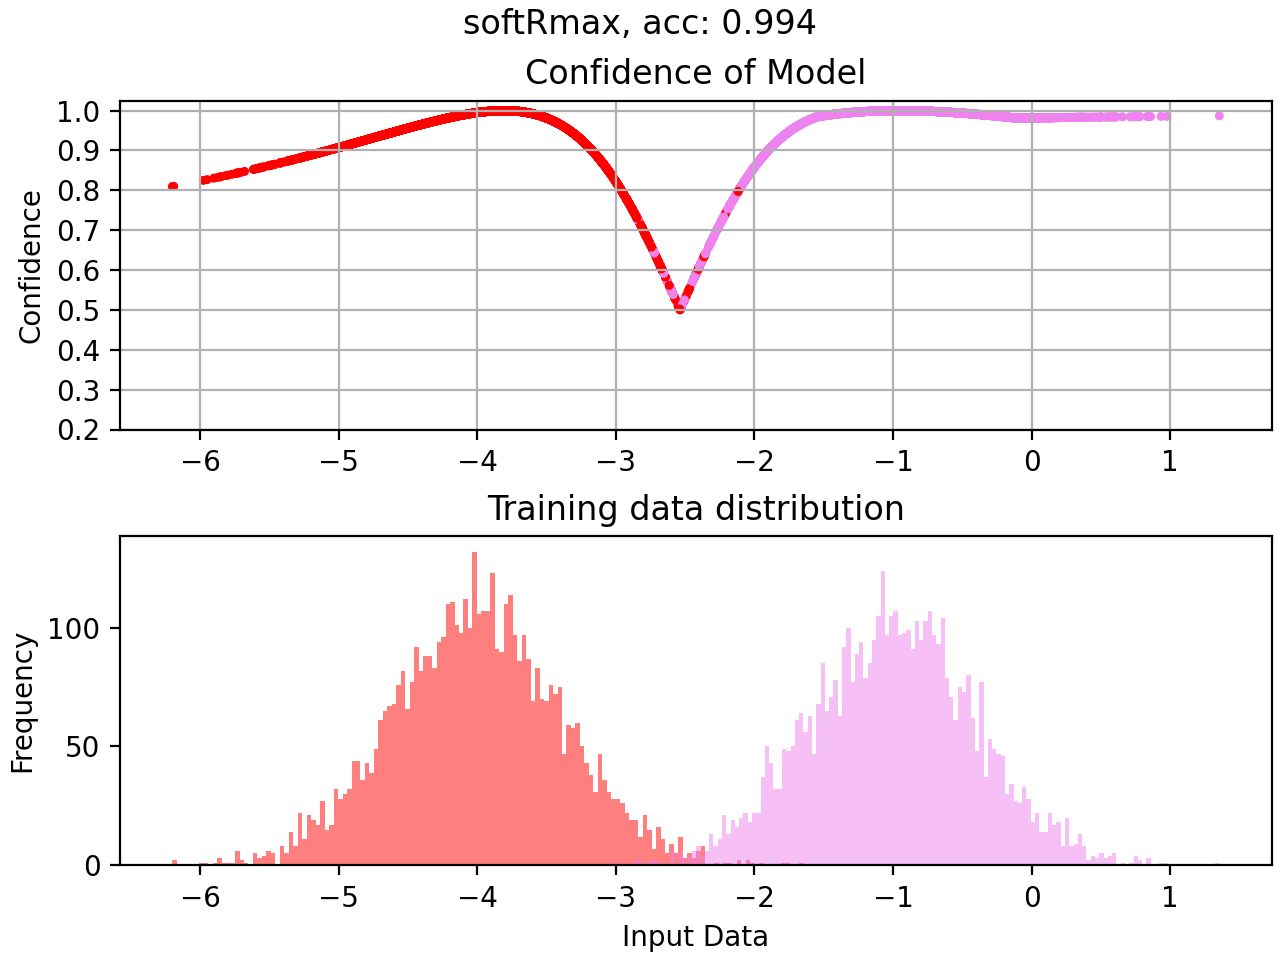 softRmax, acc: 0.994
Confidence of Model
Confidence
1.0
0.9
0.8
0.7
0.6
0.5
0.4
0.3
0.2
−6 −5 −4 −3 −2 −1 0 1
Training data distribution
Frequency
100
50
0
−6 −5 −4 −3 −2 −1 0 1
Input Data